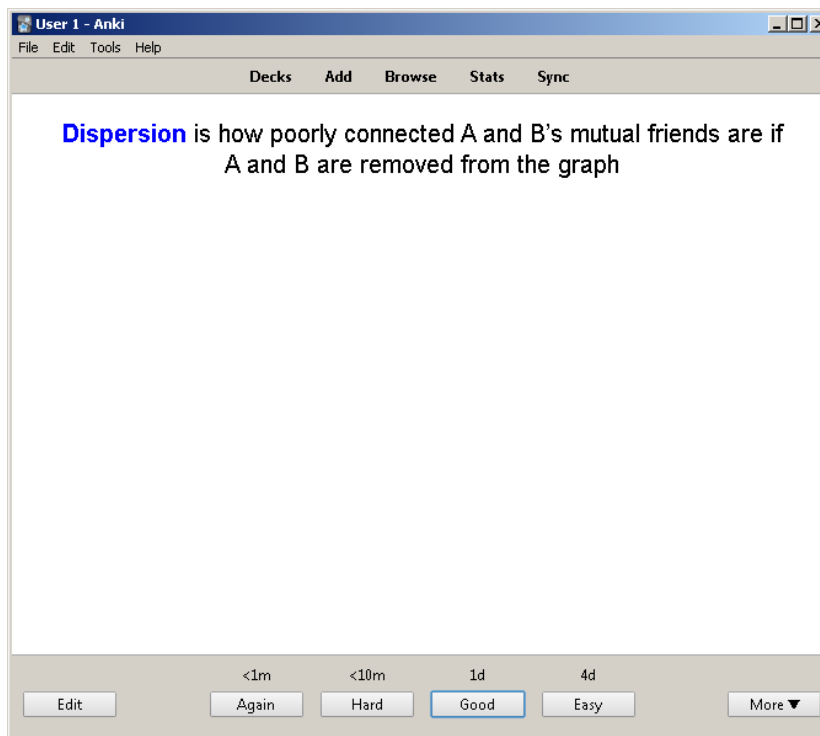 User 1 - Anki
File Edit Tools Help
Decks Add Browse Stats Sync
Dispersion is how poorly connected A and B's mutual friends are if
A and B are removed from the graph
<1m <10m 1d 4d
Edit Again Hard Good Easy More ▼